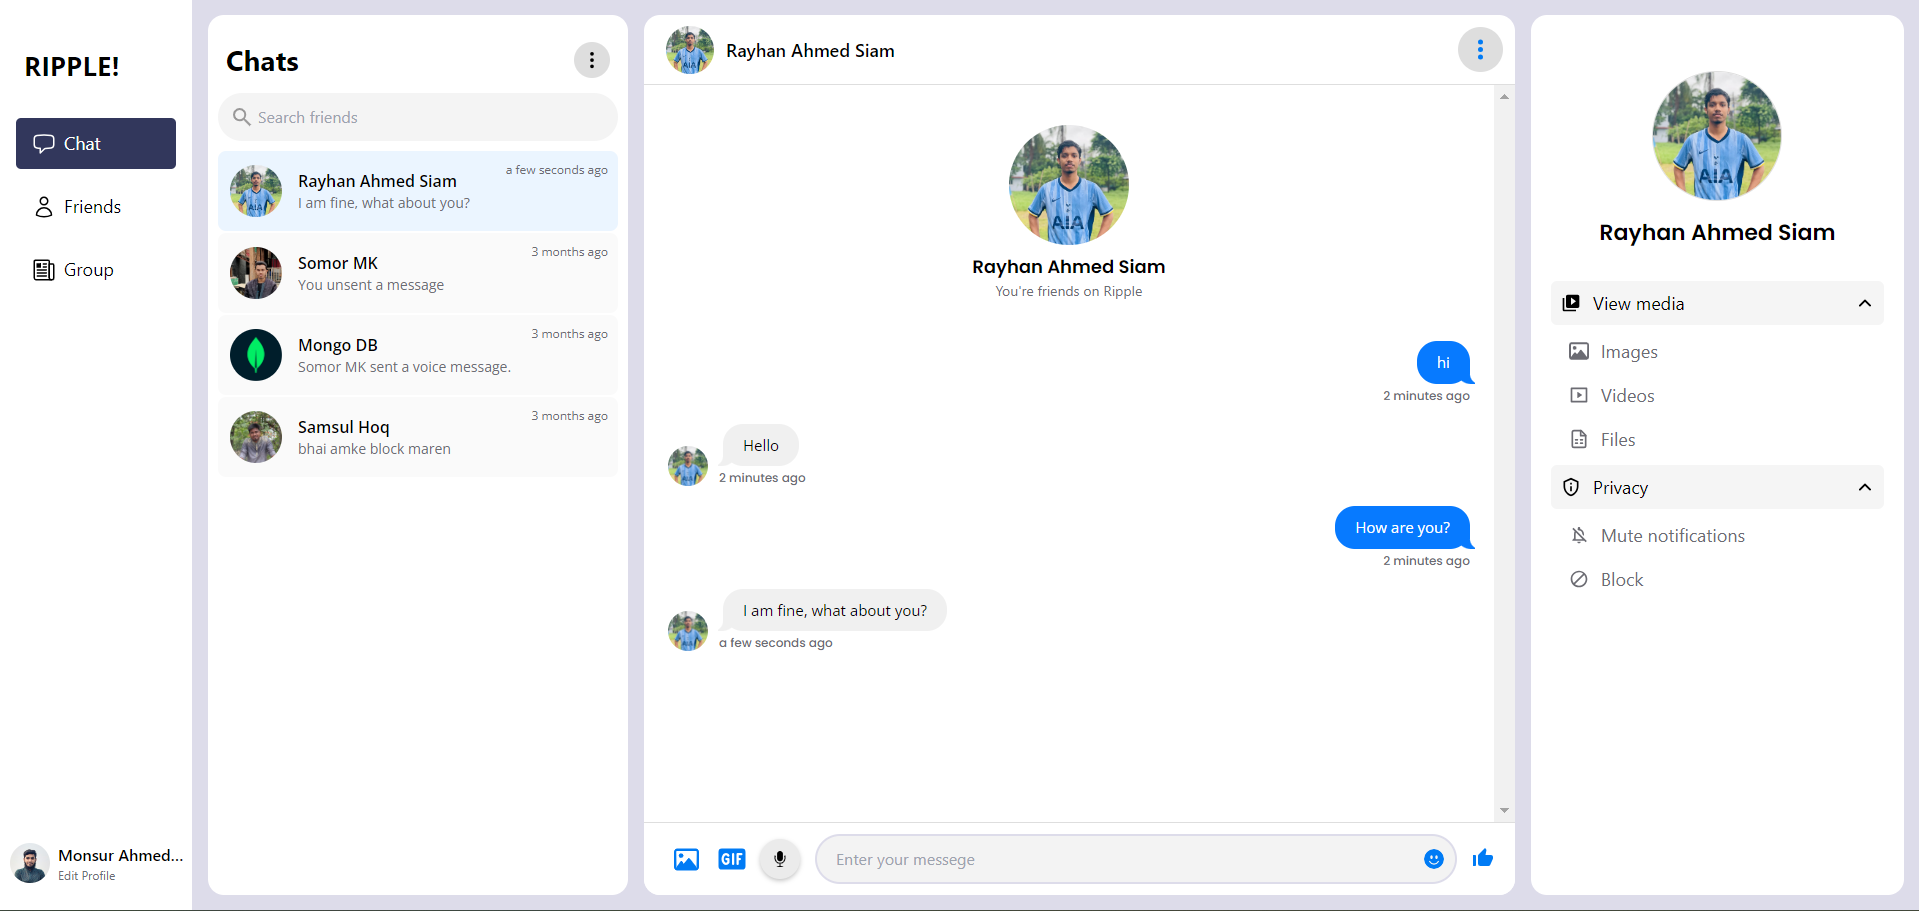 RIPPLE!
Chat
Friends
Group
Monsur Ahmed...
Edit Profile
Chats
Search friends
Rayhan Ahmed Siam
a few seconds ago
I am fine, what about you?
Somor MK
3 months ago
You unsent a message
Mongo DB
3 months ago
Somor MK sent a voice message.
Samsul Hoq
3 months ago
bhai amke block maren
Rayhan Ahmed Siam
AIA
Rayhan Ahmed Siam
You're friends on Ripple
hi
2 minutes ago
Hello
2 minutes ago
How are you?
2 minutes ago
I am fine, what about you?
a few seconds ago
GIF
Enter your messege
AIA
Rayhan Ahmed Siam
View media
Images
Videos
Files
Privacy
Mute notifications
Block